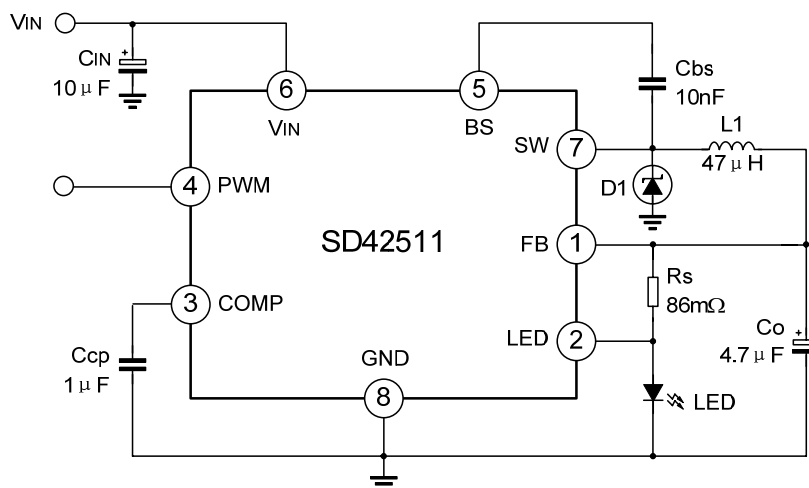 VIN
CIN
+
10μF
6
VIN
5
BS
Cbs
10nF
SW
7
L1
47μH
D1
4
PWM
SD42511
FB
1
Rs
86mΩ
3
COMP
LED
2
Co
+
4.7μF
Ccp
1μF
GND
8
LED